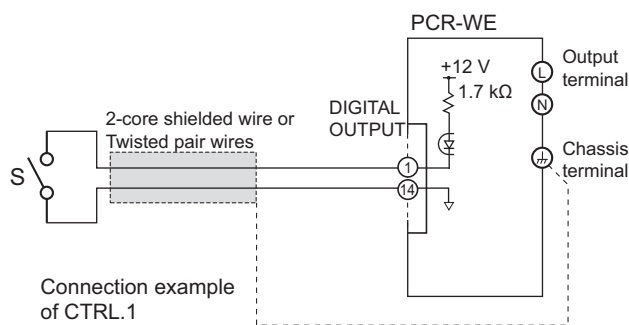 PCR-WE
+12 V
1.7 kΩ
L
N
Output
terminal
DIGITAL
OUTPUT
2-core shielded wire or
Twisted pair wires
S
1
14
Chassis
terminal
Connection example
of CTRL.1